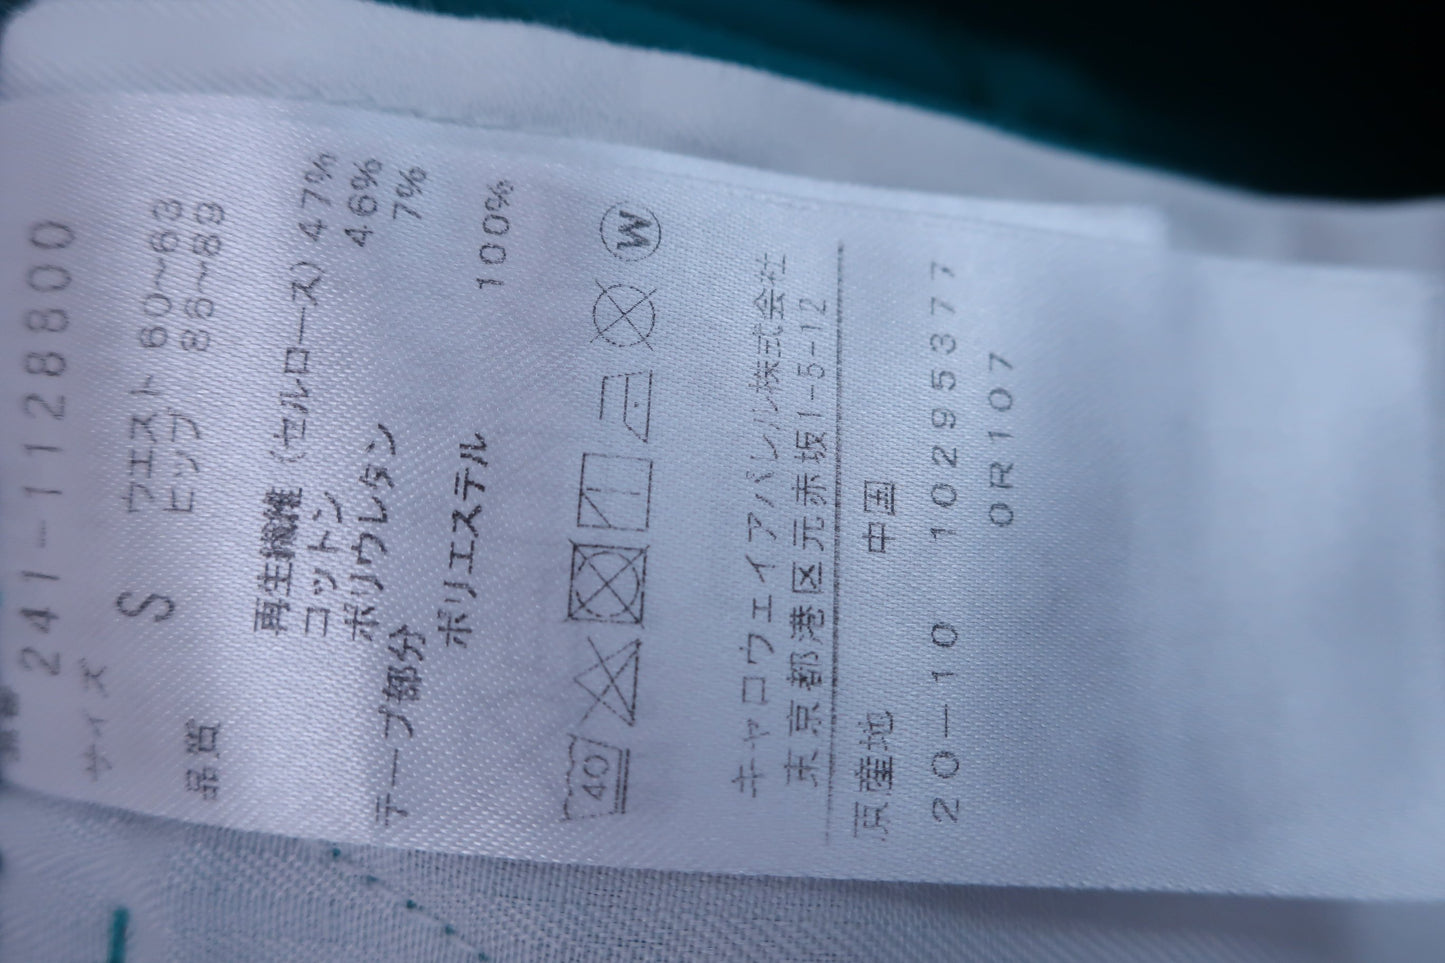 241-112800
サイズ
S
ウエスト 60~63
ヒップ 86~89
品質
再生繊維 (セルロース) 47%
コットン 46%
ポリウレタン 7%
テープ部分
ポリエステル 100%
40
W
キャコウェイアパレル株式会社
東京都港区元赤坂1-5-12
原産地 中国
20-10 10295377
0R107